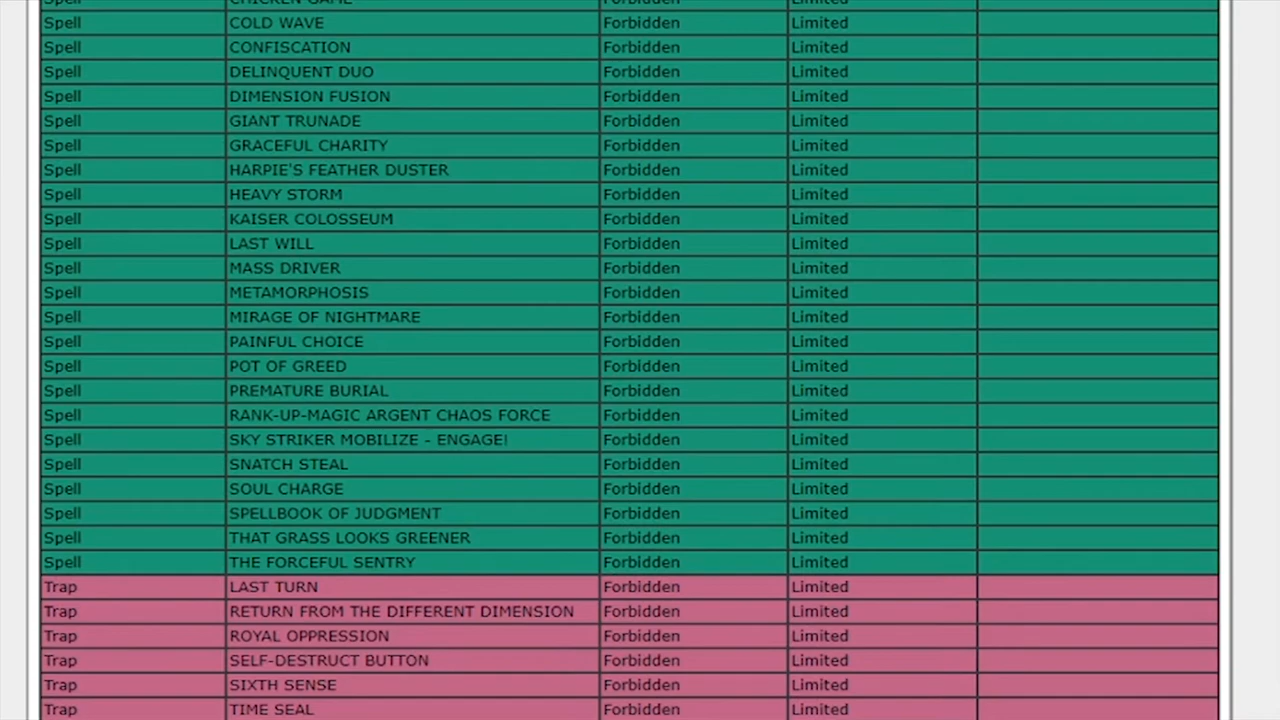 Spell CHICKEN GAME Forbidden Limited
Spell COLD WAVE Forbidden Limited
Spell CONFISCATION Forbidden Limited
Spell DELINQUENT DUO Forbidden Limited
Spell DIMENSION FUSION Forbidden Limited
Spell GIANT TRUNADE Forbidden Limited
Spell GRACEFUL CHARITY Forbidden Limited
Spell HARPIE'S FEATHER DUSTER Forbidden Limited
Spell HEAVY STORM Forbidden Limited
Spell KAISER COLOSSEUM Forbidden Limited
Spell LAST WILL Forbidden Limited
Spell MASS DRIVER Forbidden Limited
Spell METAMORPHOSIS Forbidden Limited
Spell MIRAGE OF NIGHTMARE Forbidden Limited
Spell PAINFUL CHOICE Forbidden Limited
Spell POT OF GREED Forbidden Limited
Spell PREMATURE BURIAL Forbidden Limited
Spell RANK-UP-MAGIC ARGENT CHAOS FORCE Forbidden Limited
Spell SKY STRIKER MOBILIZE - ENGAGE! Forbidden Limited
Spell SNATCH STEAL Forbidden Limited
Spell SOUL CHARGE Forbidden Limited
Spell SPELLBOOK OF JUDGMENT Forbidden Limited
Spell THAT GRASS LOOKS GREENER Forbidden Limited
Spell THE FORCEFUL SENTRY Forbidden Limited
Trap LAST TURN Forbidden Limited
Trap RETURN FROM THE DIFFERENT DIMENSION Forbidden Limited
Trap ROYAL OPPRESSION Forbidden Limited
Trap SELF-DESTRUCT BUTTON Forbidden Limited
Trap SIXTH SENSE Forbidden Limited
Trap TIME SEAL Forbidden Limited